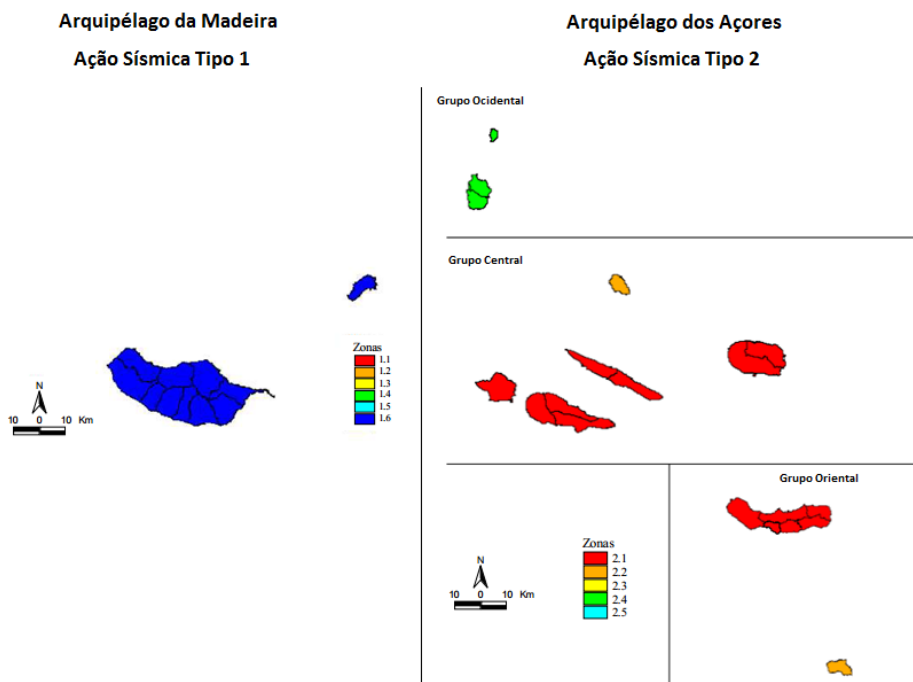 Arquipélago da Madeira
Ação Sísmica Tipo 1
Zonas
1.1
1.2
1.3
1.4
1.5
1.6
N
10 0 10 Km
Arquipélago dos Açores
Ação Sísmica Tipo 2
Grupo Ocidental
Grupo Central
Grupo Oriental
N
10 0 10 Km
Zonas
2.1
2.2
2.3
2.4
2.5